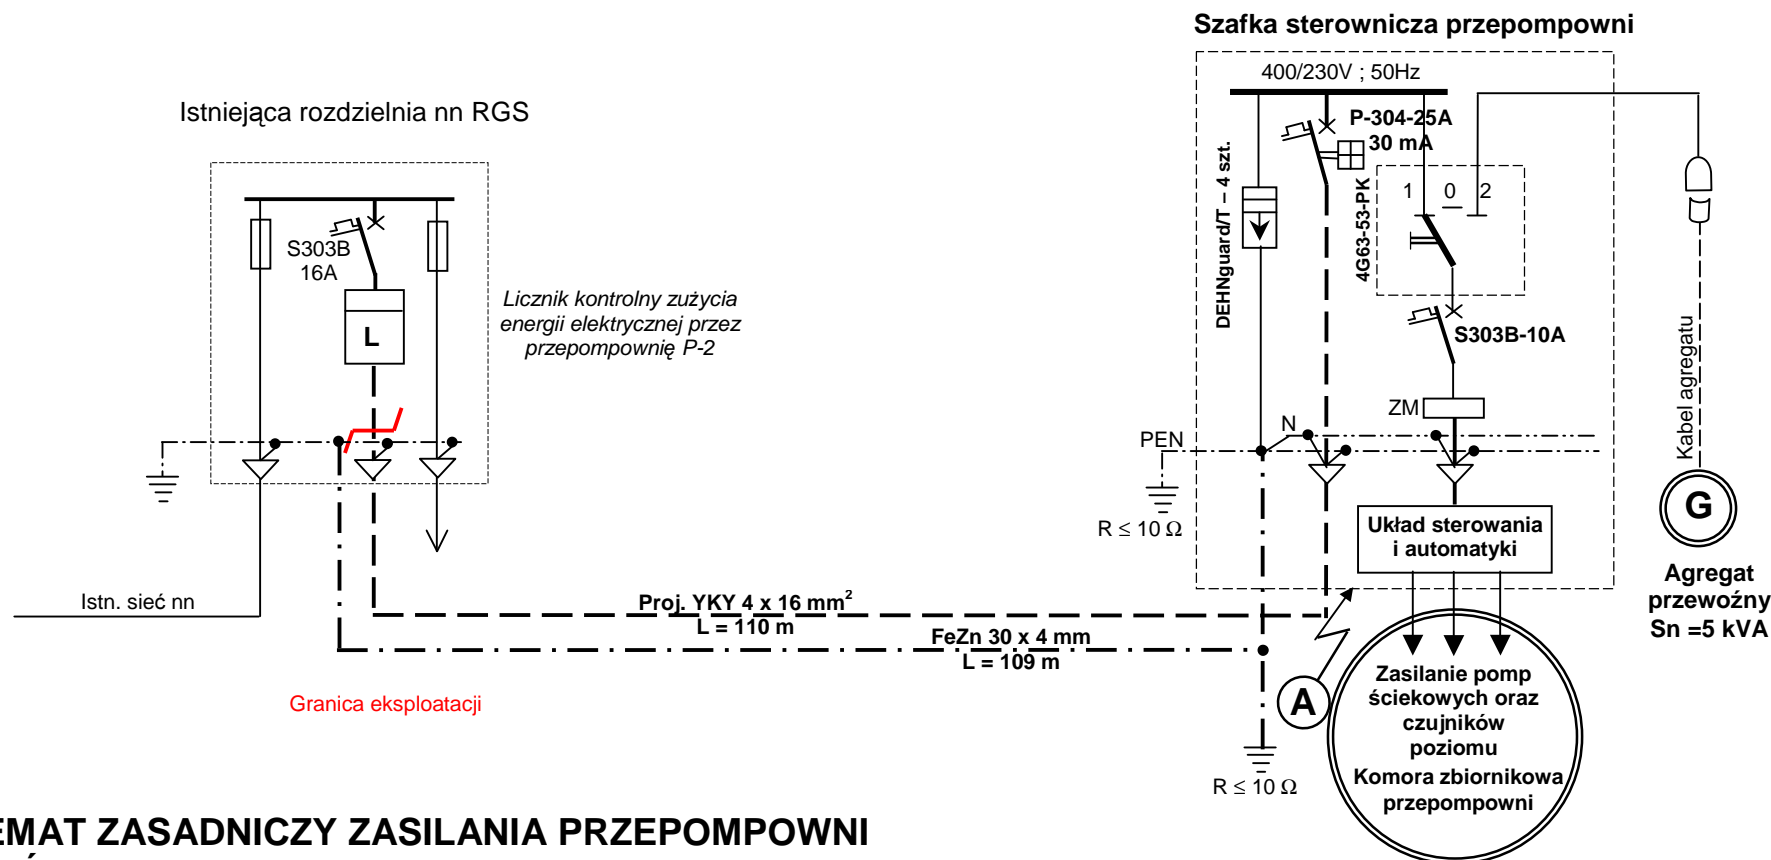 Szafka sterownicza przepompowni
400/230V ; 50Hz
Istniejąca rozdzielnia nn RGS
P-304-25A
30 mA
DEHNguard/T – 4 szt.
4G63-53-PK
1 0 2
S303B
16A
L
Licznik kontrolny zużycia
energii elektrycznej przez
przepompownię P-2
S303B-10A
ZM
Kabel agregatu
N
PEN
R ≤ 10 Ω
G
Układ sterowania
i automatyki
Agregat
przewoźny
Sn =5 kVA
Istn. sieć nn
Proj. YKY 4 x 16 mm²
L = 110 m
FeZn 30 x 4 mm
L = 109 m
Granica eksploatacji
A
Zasilanie pomp
ściekowych oraz
czujników
poziomu
Komora zbiornikowa
przepompowni
R ≤ 10 Ω
EMAT ZASADNICZY ZASILANIA PRZEPOMPOWNI